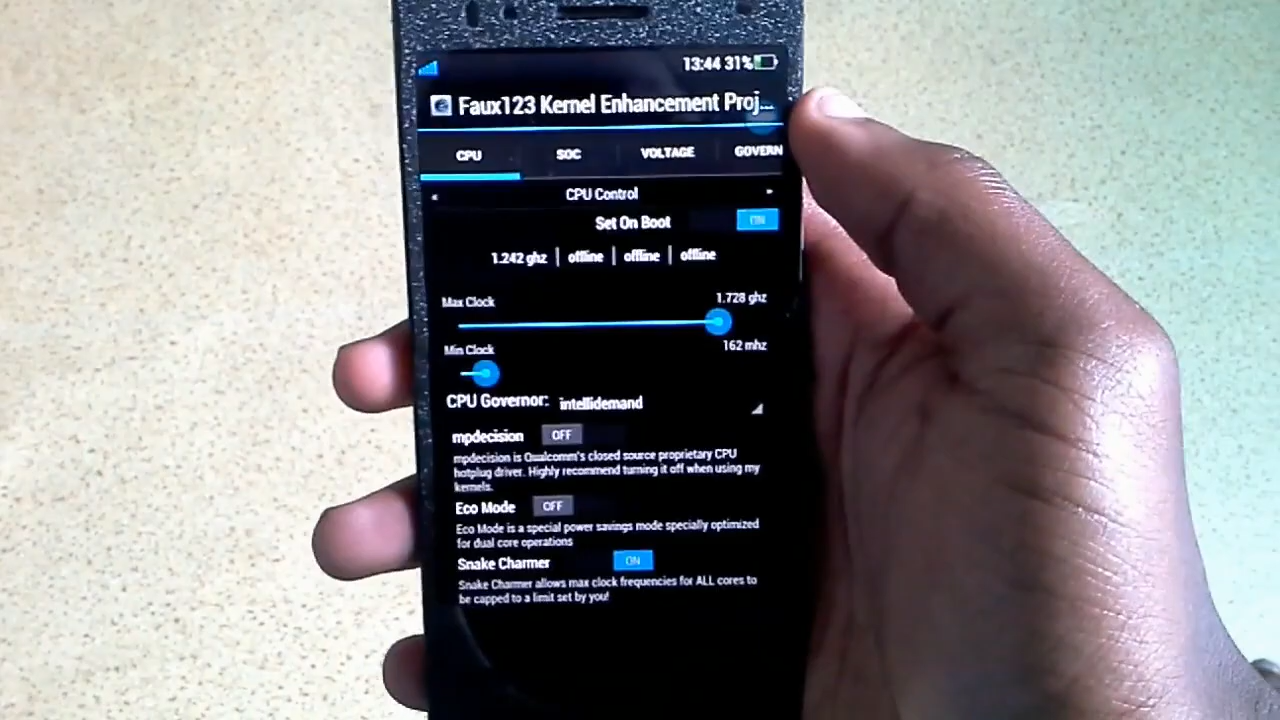 13:44 31%
Faux123 Kernel Enhancement Proj...
CPU SOC VOLTAGE GOVERN
CPU Control
Set On Boot ON
1.242 ghz | offline | offline | offline
Max Clock 1.728 ghz
Min Clock 162 mhz
CPU Governor: intellidemand
mpdecision OFF
mpdecision is Qualcomm's closed source proprietary CPU
hotplug driver. Highly recommend turning it off when using my
kernels.
Eco Mode OFF
Eco Mode is a special power savings mode specially optimized
for dual core operations
Snake Charmer ON
Snake Charmer allows max clock frequencies for ALL cores to
be capped to a limit set by you!